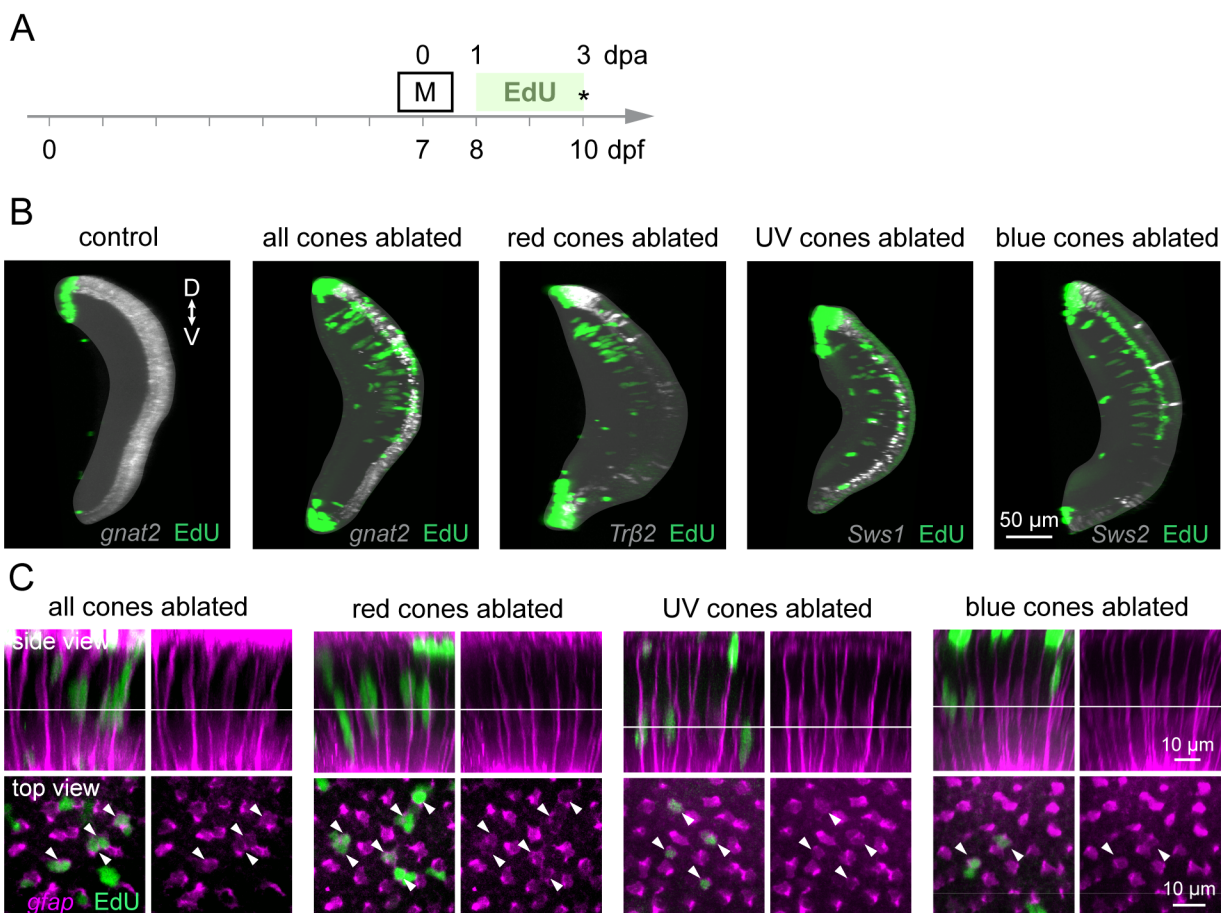 A
0 1 3 dpa
M EdU *
0 7 8 10 dpf
B
control all cones ablated red cones ablated UV cones ablated blue cones ablated
D
V
50 µm
gnat2 EdU gnat2 EdU Trβ2 EdU Sws1 EdU Sws2 EdU
C
all cones ablated red cones ablated UV cones ablated blue cones ablated
side view
10 µm
top view
gfap EdU 10 µm